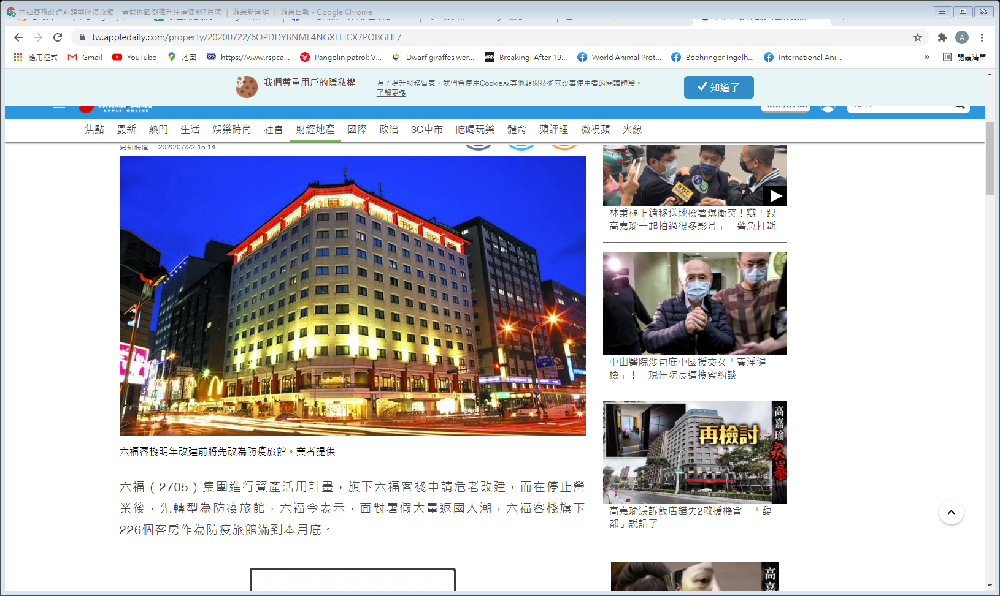 六福客棧改建前轉型防疫旅館　暑假返國潮推升住房滿到7月底 ｜ 蘋果新聞網 ｜ 蘋果日報 - Google Chrome
tw.appledaily.com/property/20200722/6OPDDYBNMF4NGXFEICX7POBGHE/
A
應用程式
Gmail
YouTube
地圖
https://www.rspca...
Pangolin patrol: V...
Dwarf giraffes wer...
Breaking! After 19...
World Animal Prot...
Boehringer Ingelh...
International Ani...
»
閱讀清單
我們尊重用戶的隱私權
為了提升服務質素，我們會使用Cookie或其他類似技術來改善使用者的閱讀體驗。
了解更多
知道了
APPLE ONLINE
焦點 最新 熱門 生活 娛樂時尚 社會 財經地產 國際 政治 3C車市 吃喝玩樂 體育 蘋評理 微視蘋 火線
更新時間： 2020/07/22 15:14
六福客棧明年改建前將先改為防疫旅館。業者提供
六福（2705）集團進行資產活用計畫，旗下六福客棧申請危老改建，而在停止營
業後，先轉型為防疫旅館，六福今表示，面對暑假大量返國人潮，六福客棧旗下
226個客房作為防疫旅館滿到本月底。
林秉樞上銬移送地檢署爆衝突！辯「跟
高嘉瑜一起拍過很多影片」　警急打斷
中山醫院涉包庇中國援交女「賣淫健
檢」！　現任院長遭搜索約談
再檢討
高嘉瑜
家暴
高嘉瑜淚訴飯店錯失2救援機會　「馥
都」說話了
高嘉